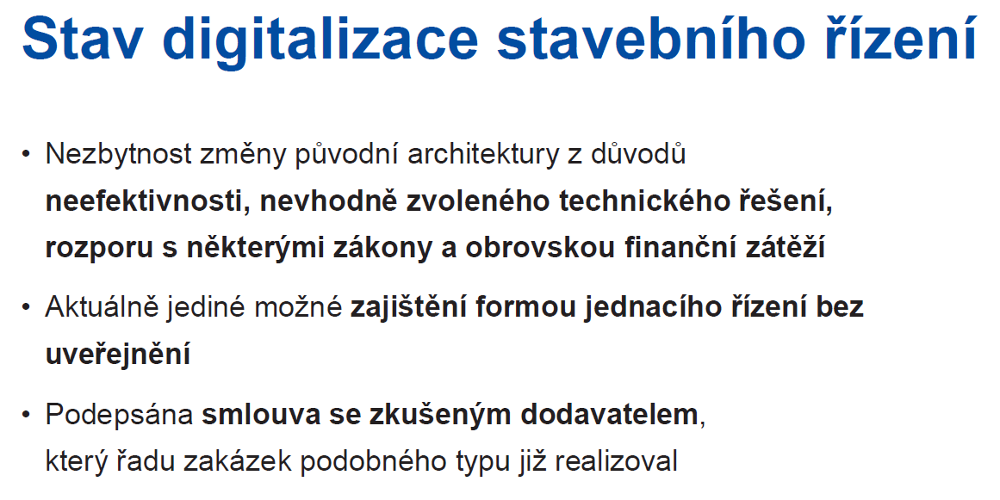 Stav digitalizace stavebního řízení
• Nezbytnost změny původní architektury z důvodů
neefektivnosti, nevhodně zvoleného technického řešení,
rozporu s některými zákony a obrovskou finanční zátěží
• Aktuálně jediné možné zajištění formou jednacího řízení bez
uveřejnění
• Podepsána smlouva se zkušeným dodavatelem,
který řadu zakázek podobného typu již realizoval